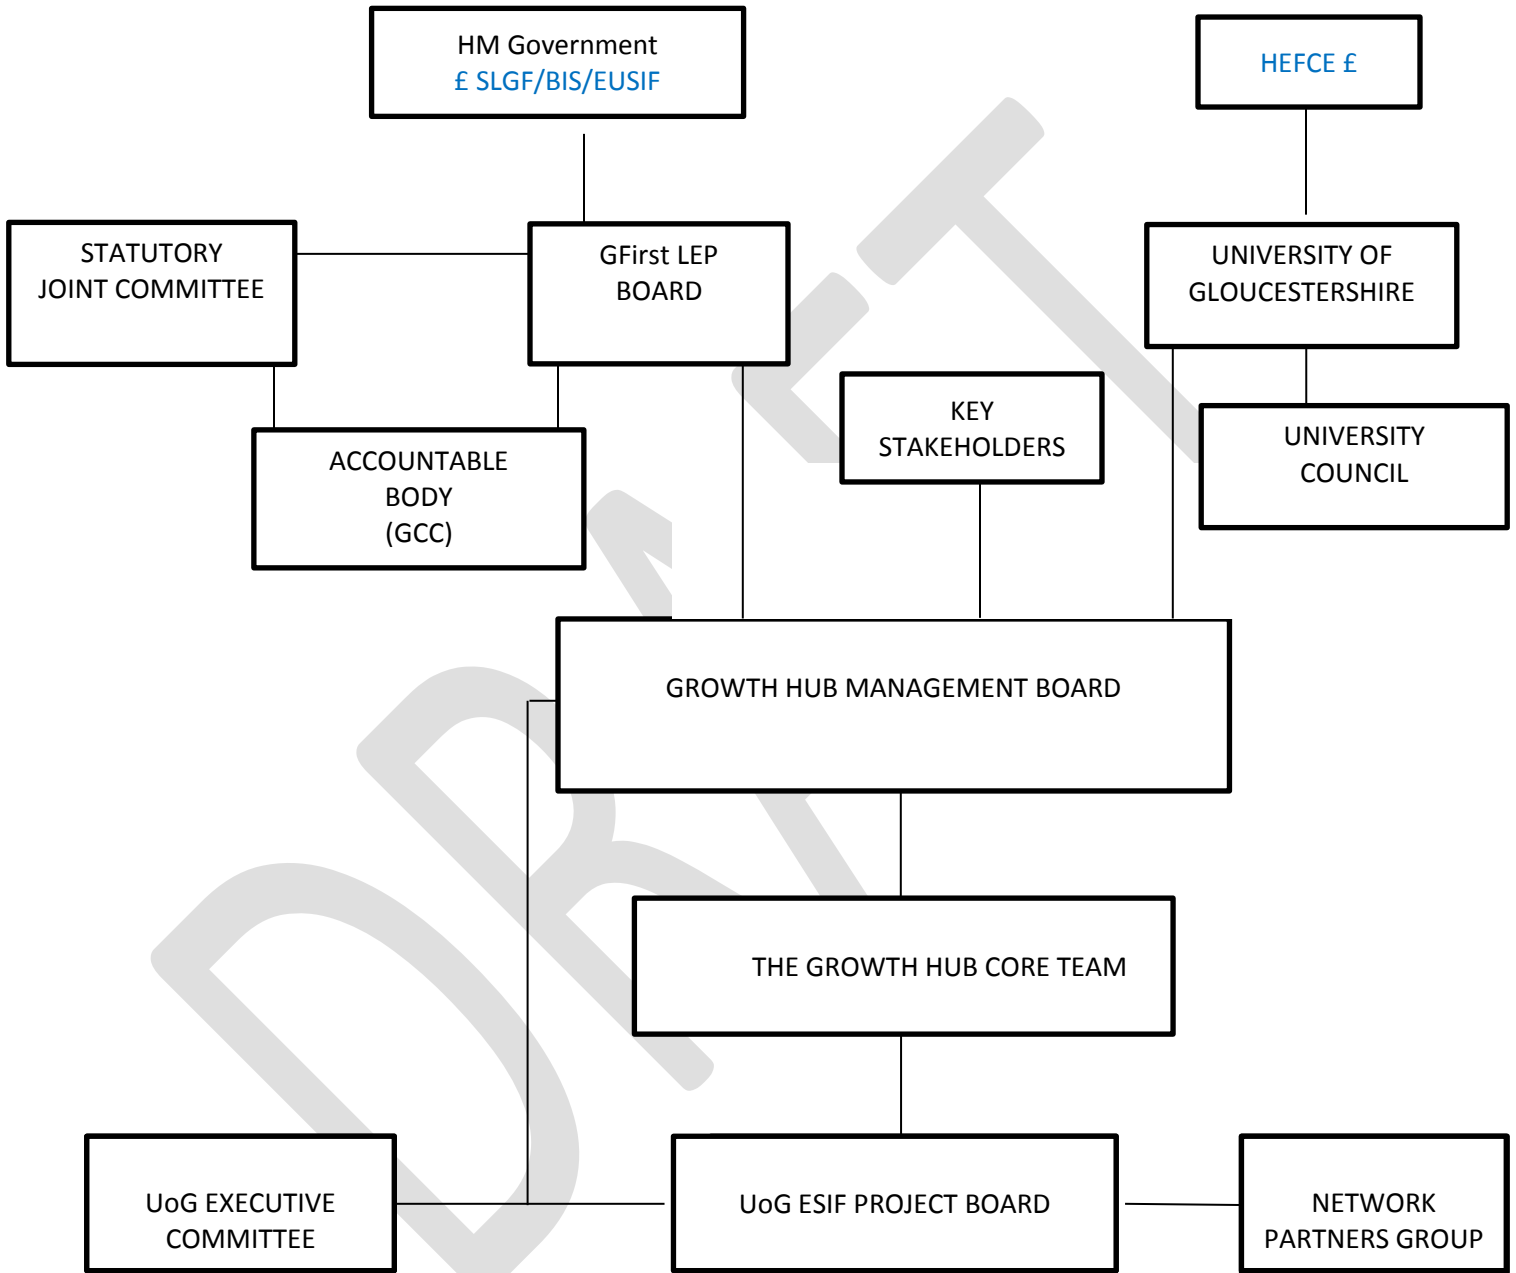 HM Government
£ SLGF/BIS/EUSIF
HEFCE £
STATUTORY
JOINT COMMITTEE
GFirst LEP
BOARD
UNIVERSITY OF
GLOUCESTERSHIRE
KEY
STAKEHOLDERS
UNIVERSITY
COUNCIL
ACCOUNTABLE
BODY
(GCC)
GROWTH HUB MANAGEMENT BOARD
THE GROWTH HUB CORE TEAM
UoG EXECUTIVE
COMMITTEE
UoG ESIF PROJECT BOARD
NETWORK
PARTNERS GROUP
DRAFT